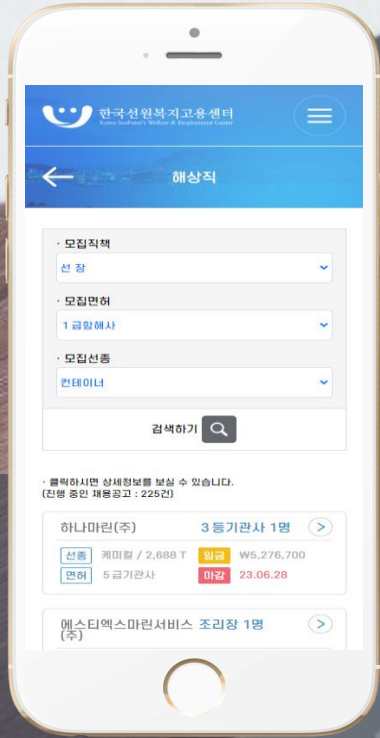 한국선원복지고용센터
Korea Seafarer's Welfare & Employment Center
해상직
· 모집직책
선 장
· 모집면허
1 급항해사
· 모집선종
컨테이너
검색하기
· 클릭하시면 상세정보를 보실 수 있습니다.
(진행 중인 채용공고 : 225건)
하나마린(주) 3등기관사 1명
선종 케미컬 / 2,688 T 임금 ₩5,276,700
면허 5급기관사 마감 23.06.28
에스티엑스마린서비스 조리장 1명
(주)